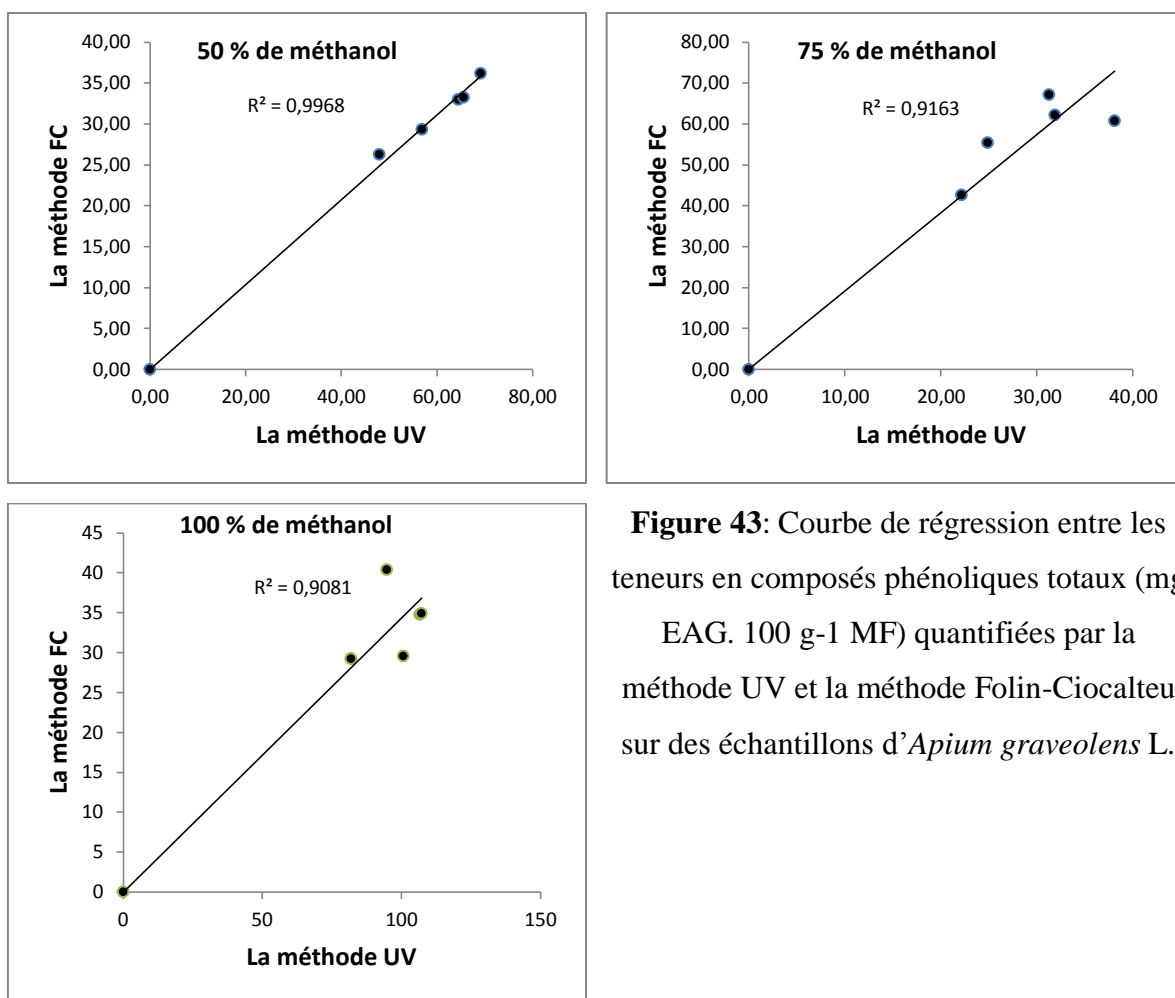 50 % de méthanol
R² = 0,9968
La méthode FC
40,00
35,00
30,00
25,00
20,00
15,00
10,00
5,00
0,00
0,00 20,00 40,00 60,00 80,00
La méthode UV
75 % de méthanol
R² = 0,9163
La méthode FC
80,00
70,00
60,00
50,00
40,00
30,00
20,00
10,00
0,00
0,00 10,00 20,00 30,00 40,00
La méthode UV
100 % de méthanol
R² = 0,9081
La méthode FC
45
40
35
30
25
20
15
10
5
0
0 50 100 150
La méthode UV
Figure 43: Courbe de régression entre les
teneurs en composés phénoliques totaux (mg
EAG. 100 g-1 MF) quantifiées par la
méthode UV et la méthode Folin-Ciocalteu
sur des échantillons d’Apium graveolens L.